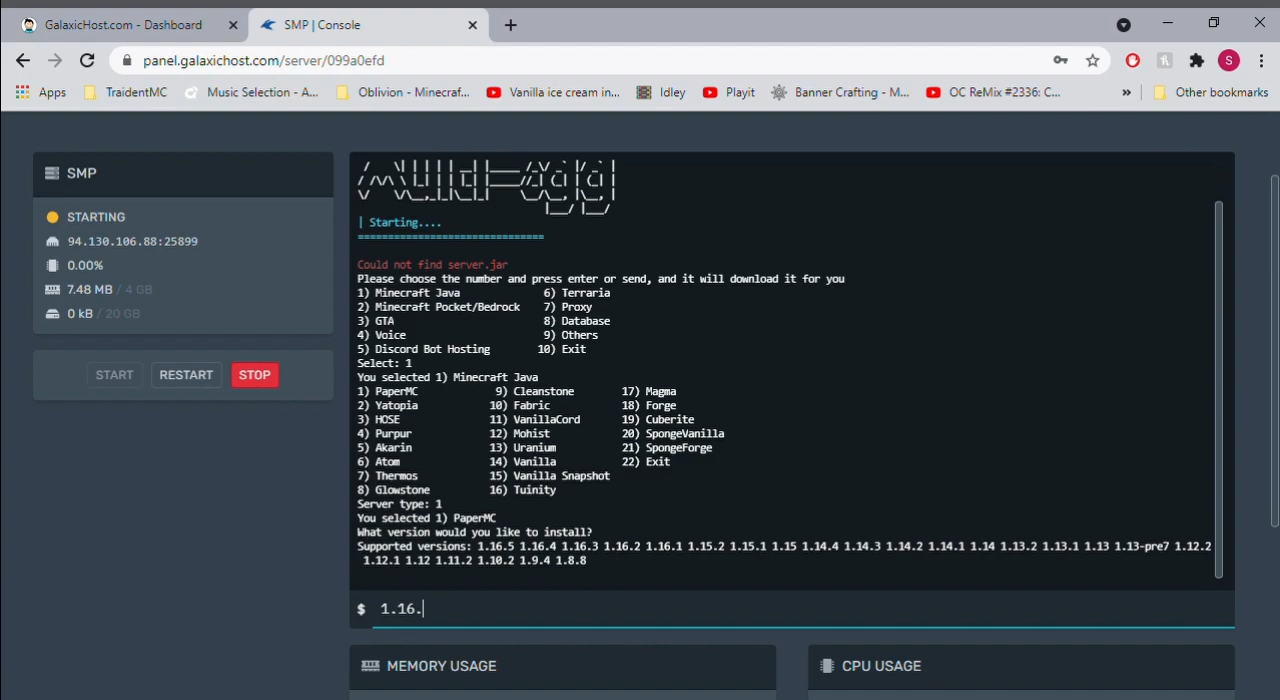 GalaxicHost.com - Dashboard
SMP | Console
panel.galaxichost.com/server/099a0efd
S
Apps
TraidentMC
Music Selection - A...
Oblivion - Minecraf...
Vanilla ice cream in...
Idley
Playit
Banner Crafting - M...
OC ReMix #2336: C...
»
Other bookmarks
SMP
STARTING
94.130.106.88:25899
0.00%
7.48 MB / 4 GB
0 kB / 20 GB
START RESTART STOP
multi-egg
| Starting....
===============================
Could not find server.jar
Please choose the number and press enter or send, and it will download it for you
1) Minecraft Java 6) Terraria
2) Minecraft Pocket/Bedrock 7) Proxy
3) GTA 8) Database
4) Voice 9) Others
5) Discord Bot Hosting 10) Exit
Select: 1
You selected 1) Minecraft Java
1) PaperMC 9) Cleanstone 17) Magma
2) Yatopia 10) Fabric 18) Forge
3) HOSE 11) VanillaCord 19) Cuberite
4) Purpur 12) Mohist 20) SpongeVanilla
5) Akarin 13) Uranium 21) SpongeForge
6) Atom 14) Vanilla 22) Exit
7) Thermos 15) Vanilla Snapshot
8) Glowstone 16) Tuinity
Server type: 1
You selected 1) PaperMC
What version would you like to install?
Supported versions: 1.16.5 1.16.4 1.16.3 1.16.2 1.16.1 1.15.2 1.15.1 1.15 1.14.4 1.14.3 1.14.2 1.14.1 1.14 1.13.2 1.13.1 1.13 1.13-pre7 1.12.2
1.12.1 1.12 1.11.2 1.10.2 1.9.4 1.8.8
$ 1.16.
MEMORY USAGE
CPU USAGE